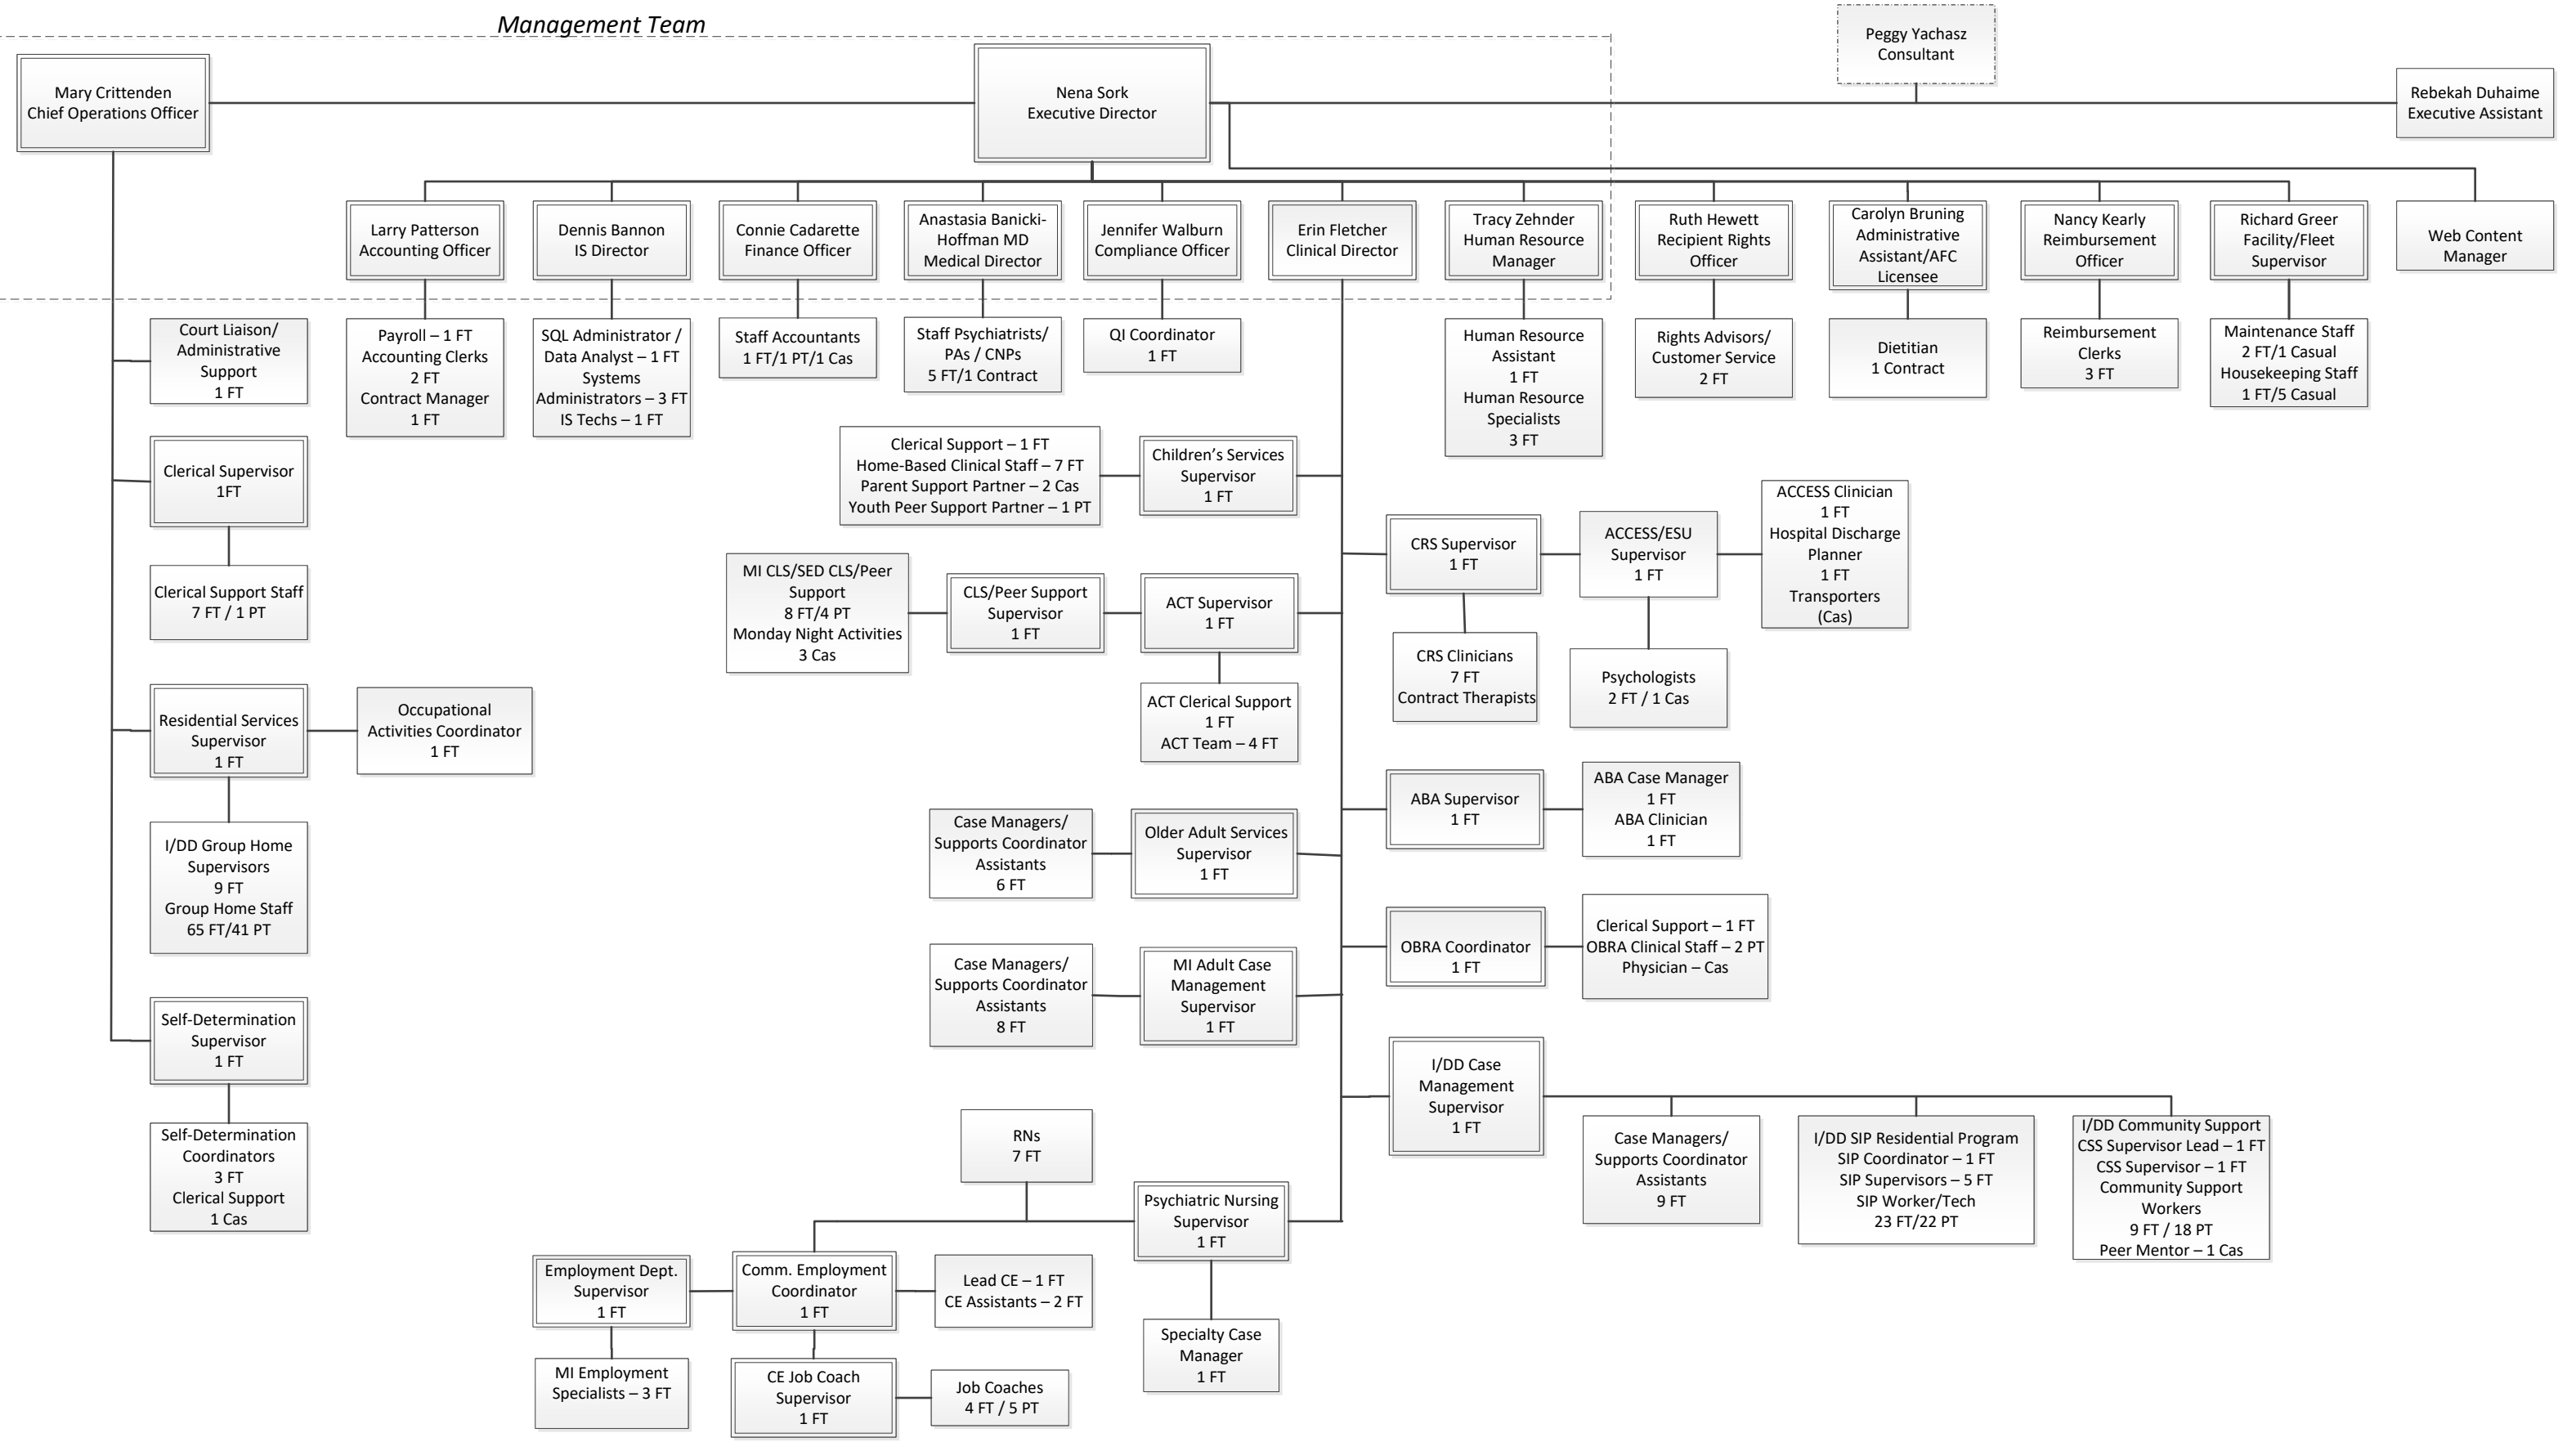 Management Team
Peggy Yachasz
Consultant
Mary Crittenden
Chief Operations Officer
Nena Sork
Executive Director
Rebekah Duhaime
Executive Assistant
Larry Patterson
Accounting Officer
Dennis Bannon
IS Director
Connie Cadarette
Finance Officer
Anastasia Banicki-
Hoffman MD
Medical Director
Jennifer Walburn
Compliance Officer
Erin Fletcher
Clinical Director
Tracy Zehnder
Human Resource
Manager
Ruth Hewett
Recipient Rights
Officer
Carolyn Bruning
Administrative
Assistant/AFC
Licensee
Nancy Kearly
Reimbursement
Officer
Richard Greer
Facility/Fleet
Supervisor
Web Content
Manager
Court Liaison/
Administrative
Support
1 FT
Payroll – 1 FT
Accounting Clerks
2 FT
Contract Manager
1 FT
SQL Administrator /
Data Analyst – 1 FT
Systems
Administrators – 3 FT
IS Techs – 1 FT
Staff Accountants
1 FT/1 PT/1 Cas
Staff Psychiatrists/
PAs / CNPs
5 FT/1 Contract
QI Coordinator
1 FT
Human Resource
Assistant
1 FT
Human Resource
Specialists
3 FT
Rights Advisors/
Customer Service
2 FT
Dietitian
1 Contract
Reimbursement
Clerks
3 FT
Maintenance Staff
2 FT/1 Casual
Housekeeping Staff
1 FT/5 Casual
Clerical Supervisor
1FT
Clerical Support – 1 FT
Home-Based Clinical Staff – 7 FT
Parent Support Partner – 2 Cas
Youth Peer Support Partner – 1 PT
Children’s Services
Supervisor
1 FT
CRS Supervisor
1 FT
ACCESS/ESU
Supervisor
1 FT
ACCESS Clinician
1 FT
Hospital Discharge
Planner
1 FT
Transporters
(Cas)
Clerical Support Staff
7 FT / 1 PT
MI CLS/SED CLS/Peer
Support
8 FT/4 PT
Monday Night Activities
3 Cas
CLS/Peer Support
Supervisor
1 FT
ACT Supervisor
1 FT
CRS Clinicians
7 FT
Contract Therapists
Psychologists
2 FT / 1 Cas
Residential Services
Supervisor
1 FT
Occupational
Activities Coordinator
1 FT
ACT Clerical Support
1 FT
ACT Team – 4 FT
ABA Supervisor
1 FT
ABA Case Manager
1 FT
ABA Clinician
1 FT
I/DD Group Home
Supervisors
9 FT
Group Home Staff
65 FT/41 PT
Case Managers/
Supports Coordinator
Assistants
6 FT
Older Adult Services
Supervisor
1 FT
OBRA Coordinator
1 FT
Clerical Support – 1 FT
OBRA Clinical Staff – 2 PT
Physician – Cas
Case Managers/
Supports Coordinator
Assistants
8 FT
MI Adult Case
Management
Supervisor
1 FT
Self-Determination
Supervisor
1 FT
I/DD Case
Management
Supervisor
1 FT
Self-Determination
Coordinators
3 FT
Clerical Support
1 Cas
RNs
7 FT
Case Managers/
Supports Coordinator
Assistants
9 FT
I/DD SIP Residential Program
SIP Coordinator – 1 FT
SIP Supervisors – 5 FT
SIP Worker/Tech
23 FT/22 PT
I/DD Community Support
CSS Supervisor Lead – 1 FT
CSS Supervisor – 1 FT
Community Support
Workers
9 FT / 18 PT
Peer Mentor – 1 Cas
Psychiatric Nursing
Supervisor
1 FT
Employment Dept.
Supervisor
1 FT
Comm. Employment
Coordinator
1 FT
Lead CE – 1 FT
CE Assistants – 2 FT
Specialty Case
Manager
1 FT
MI Employment
Specialists – 3 FT
CE Job Coach
Supervisor
1 FT
Job Coaches
4 FT / 5 PT